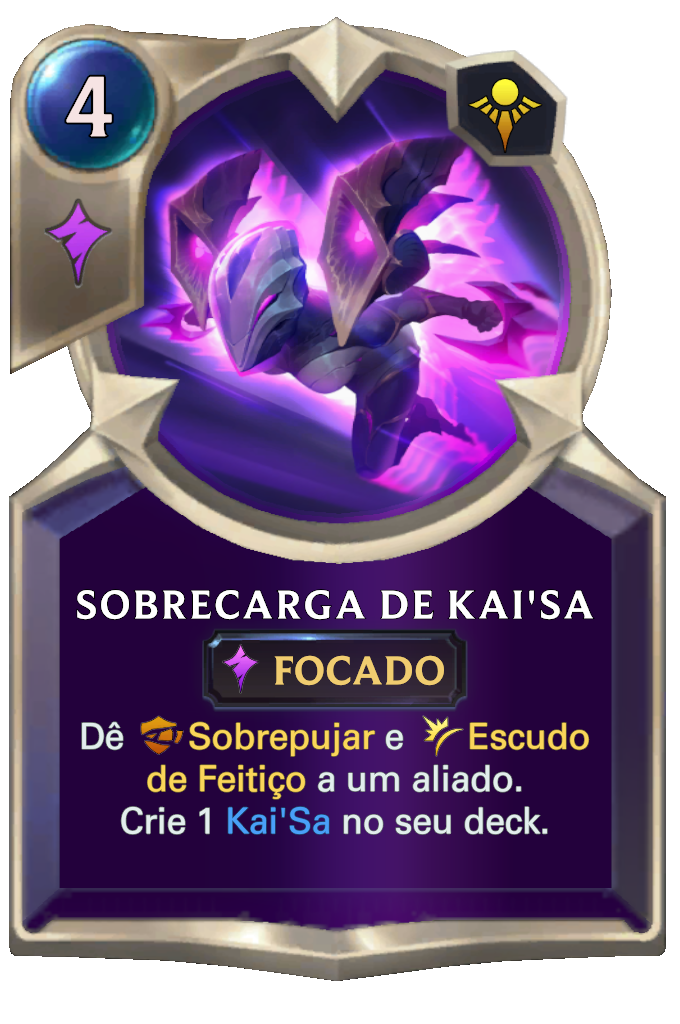 4
SOBRECARGA DE KAI'SA
FOCADO
Dê Sobrepujar e Escudo
de Feitiço a um aliado.
Crie 1 Kai'Sa no seu deck.